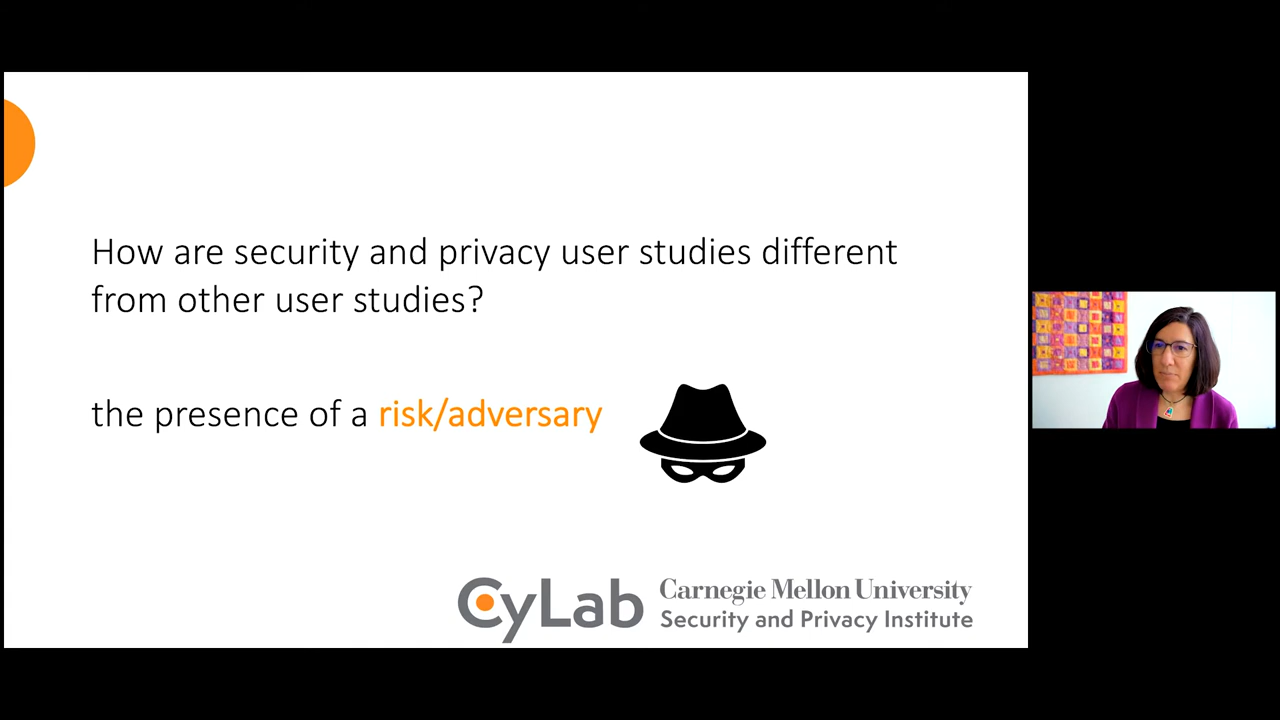 How are security and privacy user studies different
from other user studies?
the presence of a risk/adversary
CyLab
Carnegie Mellon University
Security and Privacy Institute